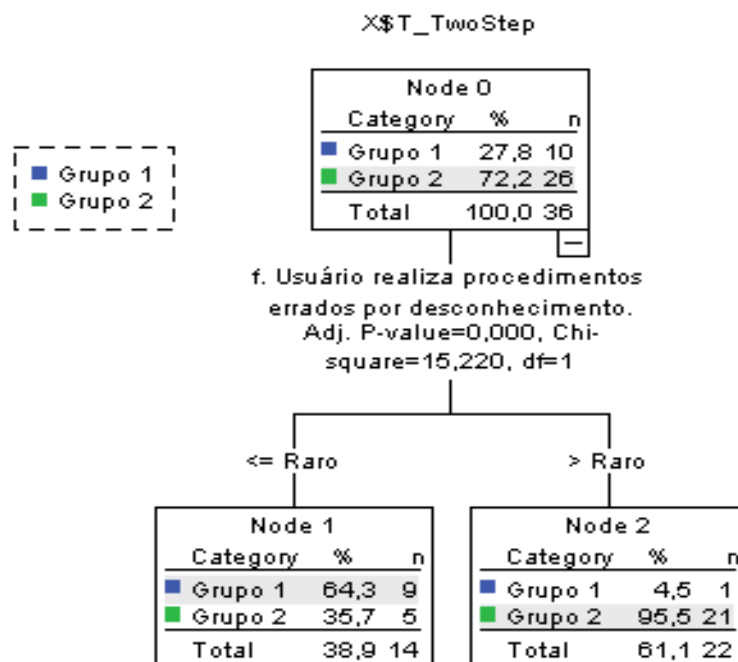 X$T_TwoStep
Grupo 1
Grupo 2
Node 0
Category % n
Grupo 1 27,8 10
Grupo 2 72,2 26
Total 100,0 36
f. Usuário realiza procedimentos
errados por desconhecimento.
Adj. P-value=0,000, Chi-
square=15,220, df=1
<= Raro
> Raro
Node 1
Category % n
Grupo 1 64,3 9
Grupo 2 35,7 5
Total 38,9 14
Node 2
Category % n
Grupo 1 4,5 1
Grupo 2 95,5 21
Total 61,1 22